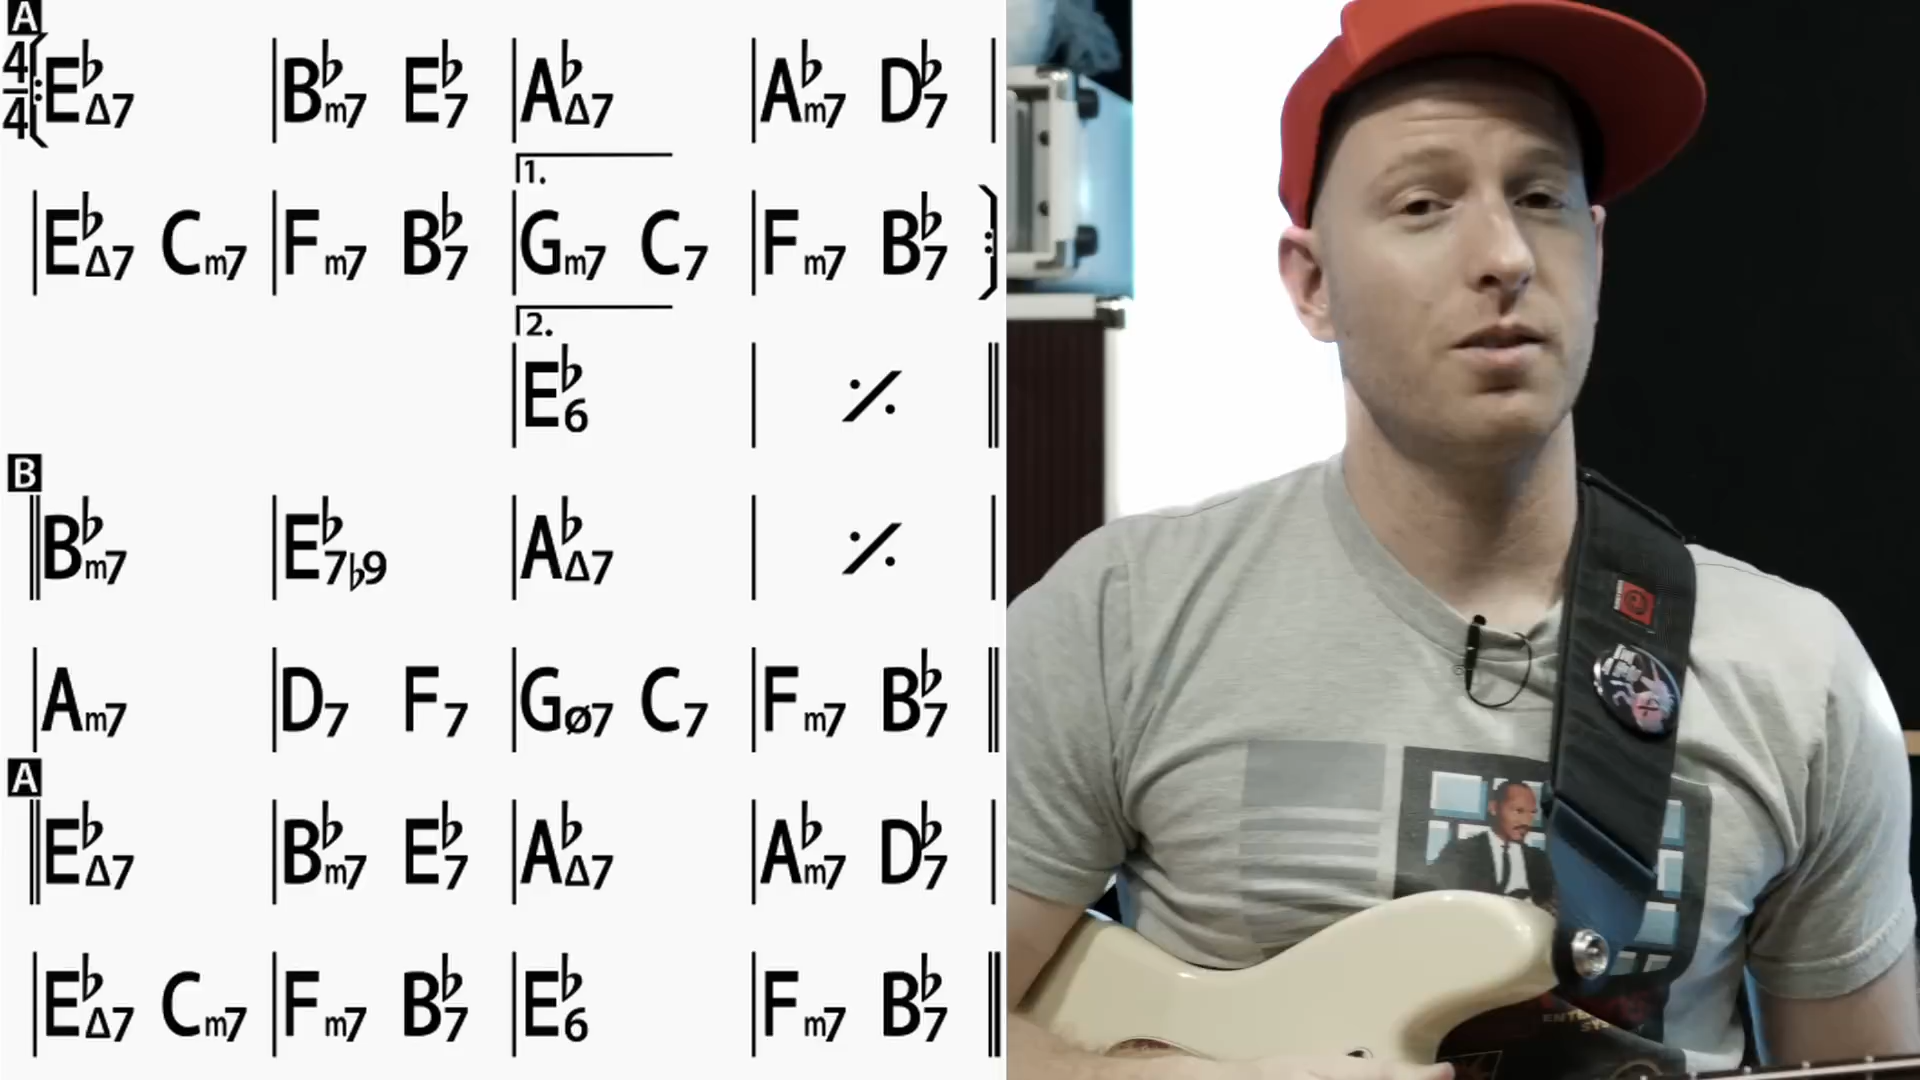 A
4/4 E♭Δ7 B♭m7 E♭7 A♭Δ7 A♭m7 D♭7
1.
E♭Δ7 Cm7 Fm7 B♭7 Gm7 C7 Fm7 B♭7
2.
E♭6
B
B♭m7 E♭7♭9 A♭Δ7
Am7 D7 F7 Gø7 C7 Fm7 B♭7
A
E♭Δ7 B♭m7 E♭7 A♭Δ7 A♭m7 D♭7
E♭Δ7 Cm7 Fm7 B♭7 E♭6 Fm7 B♭7